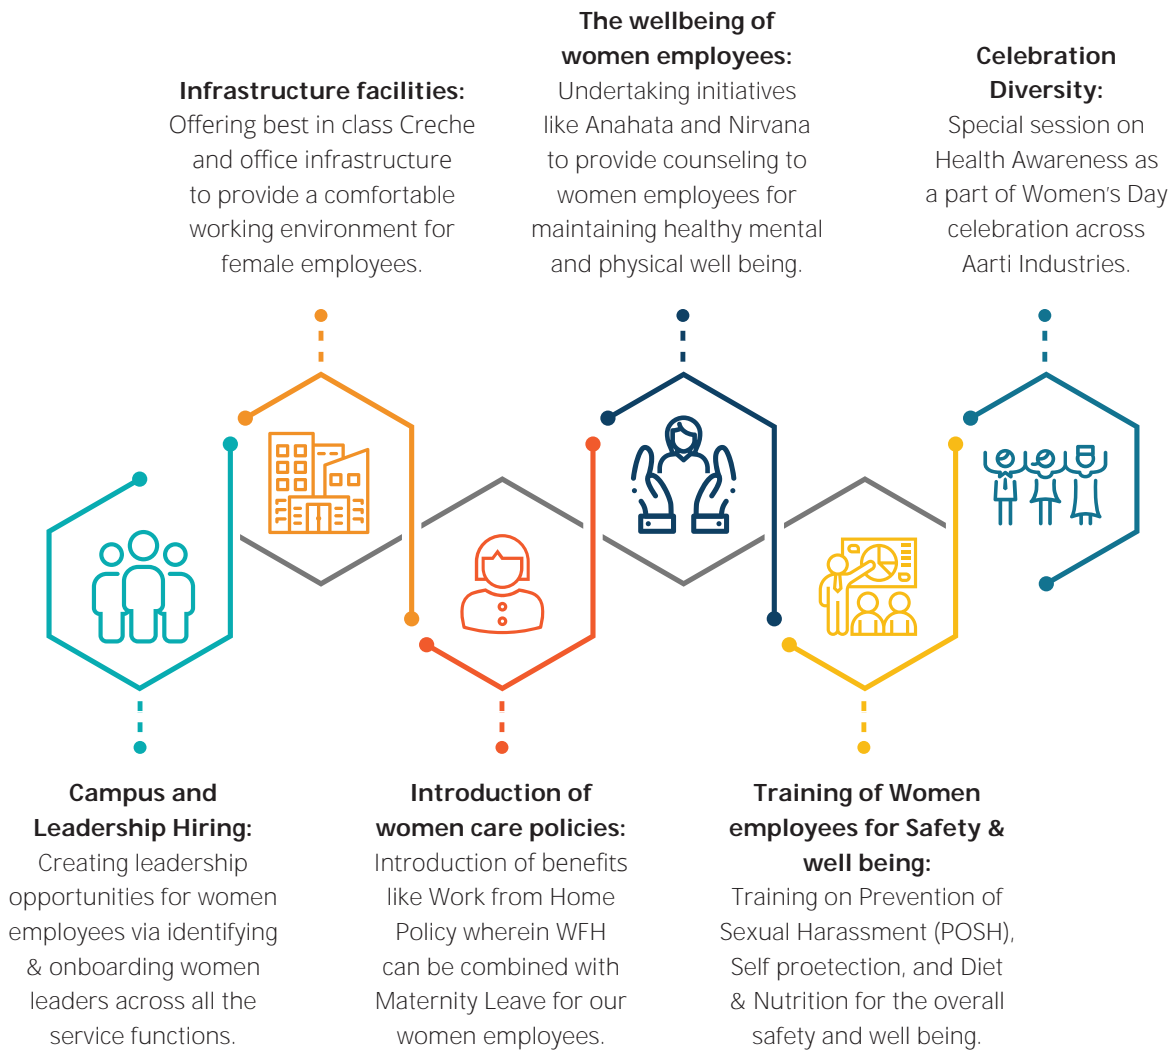 Infrastructure facilities:
Offering best in class Creche
and office infrastructure
to provide a comfortable
working environment for
female employees.
The wellbeing of
women employees:
Undertaking initiatives
like Anahata and Nirvana
to provide counseling to
women employees for
maintaining healthy mental
and physical well being.
Celebration
Diversity:
Special session on
Health Awareness as
a part of Women's Day
celebration across
Aarti Industries.
Campus and
Leadership Hiring:
Creating leadership
opportunities for women
employees via identifying
& onboarding women
leaders across all the
service functions.
Introduction of
women care policies:
Introduction of benefits
like Work from Home
Policy wherein WFH
can be combined with
Maternity Leave for our
women employees.
Training of Women
employees for Safety &
well being:
Training on Prevention of
Sexual Harassment (POSH),
Self proetection, and Diet
& Nutrition for the overall
safety and well being.